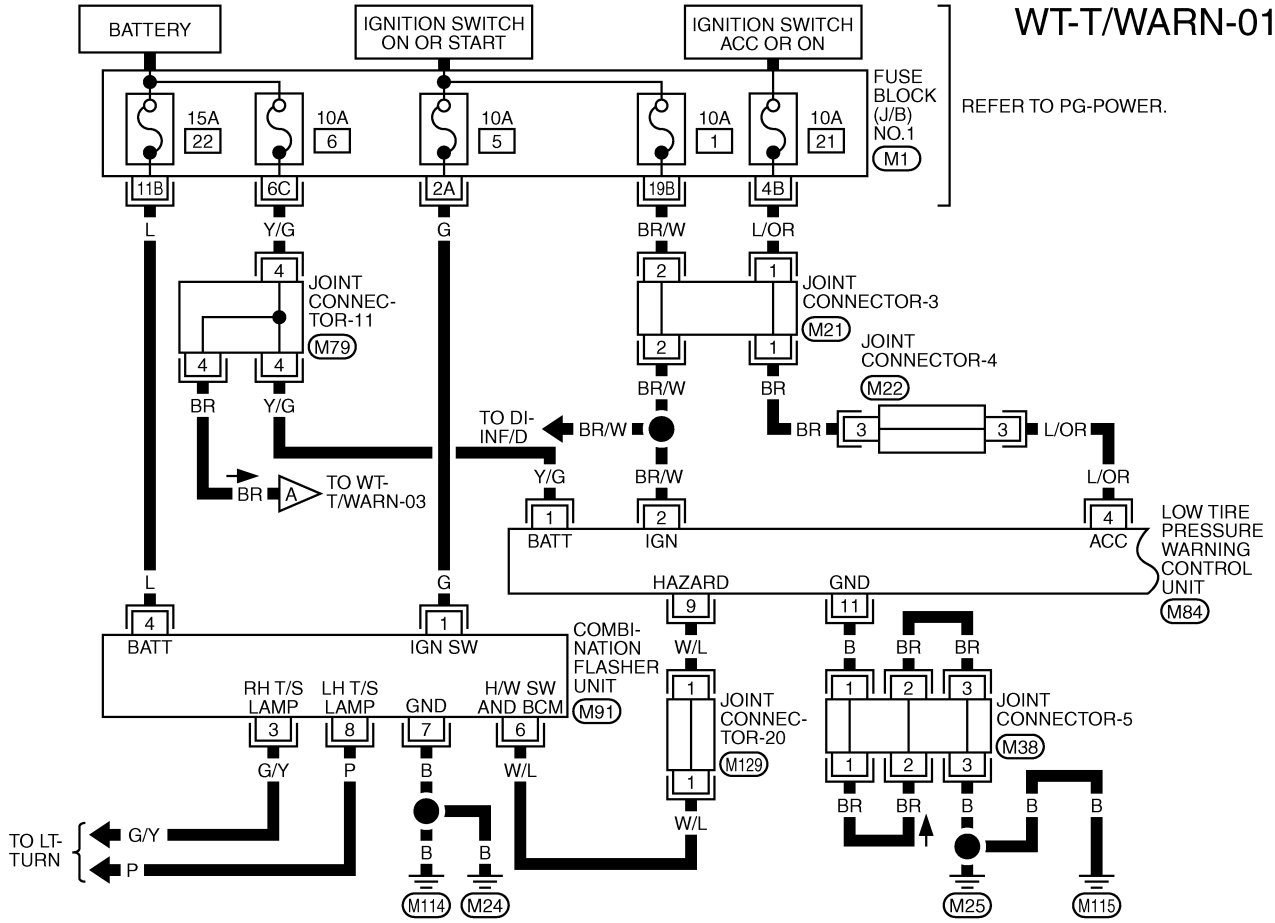 WT-T/WARN-01
BATTERY
IGNITION SWITCH
ON OR START
IGNITION SWITCH
ACC OR ON
FUSE
BLOCK
(J/B)
NO.1
M1
REFER TO PG-POWER.
15A
22
10A
6
10A
5
10A
1
10A
21
11B
6C
2A
19B
4B
L
Y/G
G
BR/W
L/OR
4
JOINT
CONNEC-
TOR-11
M79
4
4
2
1
JOINT
CONNECTOR-3
M21
2
1
JOINT
CONNECTOR-4
M22
BR
Y/G
BR/W
BR
TO DI-
INF/D
BR/W
BR
3
3
L/OR
BR
A
TO WT-
T/WARN-03
Y/G
BR/W
L/OR
1
2
4
BATT
IGN
ACC
LOW TIRE
PRESSURE
WARNING
CONTROL
UNIT
M84
HAZARD
GND
9
11
L
G
4
1
BATT
IGN SW
COMBI-
NATION
FLASHER
UNIT
M91
RH T/S
LAMP
LH T/S
LAMP
GND
H/W SW
AND BCM
3
8
7
6
W/L
B
BR
BR
1
JOINT
CONNEC-
TOR-20
M129
1
1
2
3
JOINT
CONNECTOR-5
M38
1
2
3
G/Y
P
B
W/L
W/L
BR
BR
B
B
B
TO LT-
TURN
G/Y
P
B
B
M114
M24
M25
M115